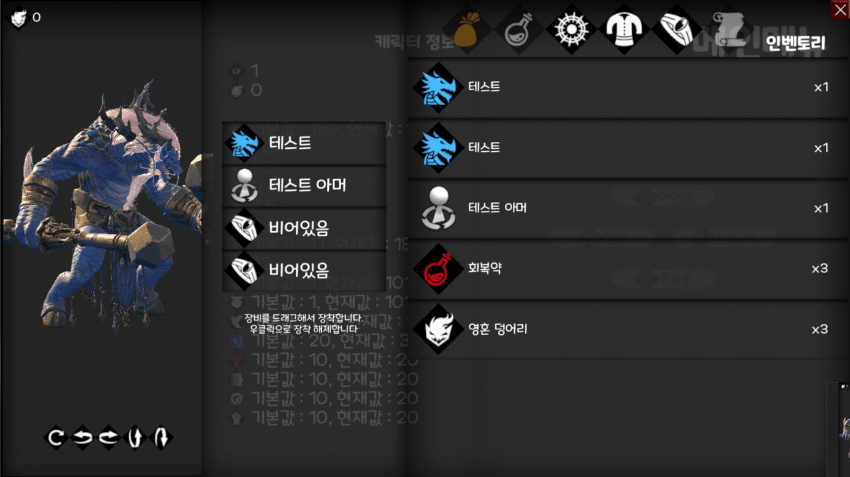 0
캐릭터 정보
인벤토리
LV 1
0
테스트
테스트 아머
비어있음
비어있음
장비를 드래그해서 장착합니다.
우클릭으로 장착 해제합니다
기본값 : 1, 현재값 : 101
기본값 : 20, 현재값 : 3
기본값 : 10, 현재값 : 20
기본값 : 10, 현재값 : 20
기본값 : 10, 현재값 : 20
기본값 : 10, 현재값 : 20
테스트 x1
테스트 x1
테스트 아머 x1
회복약 x3
영혼 덩어리 x3